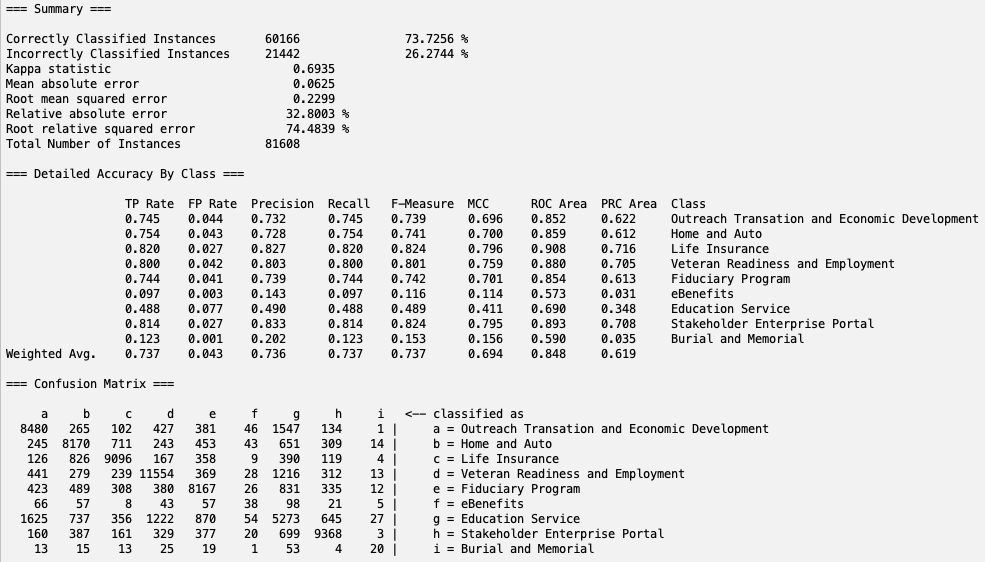 === Summary ===
Correctly Classified Instances 60166 73.7256 %
Incorrectly Classified Instances 21442 26.2744 %
Kappa statistic 0.6935
Mean absolute error 0.0625
Root mean squared error 0.2299
Relative absolute error 32.8003 %
Root relative squared error 74.4839 %
Total Number of Instances 81608
=== Detailed Accuracy By Class ===
TP Rate FP Rate Precision Recall F-Measure MCC ROC Area PRC Area Class
0.745 0.044 0.732 0.745 0.739 0.696 0.852 0.622 Outreach Transation and Economic Development
0.754 0.043 0.728 0.754 0.741 0.700 0.859 0.612 Home and Auto
0.820 0.027 0.827 0.820 0.824 0.796 0.908 0.716 Life Insurance
0.800 0.042 0.803 0.800 0.801 0.759 0.880 0.705 Veteran Readiness and Employment
0.744 0.041 0.739 0.744 0.742 0.701 0.854 0.613 Fiduciary Program
0.097 0.003 0.143 0.097 0.116 0.114 0.573 0.031 eBenefits
0.488 0.077 0.490 0.488 0.489 0.411 0.690 0.348 Education Service
0.814 0.027 0.833 0.814 0.824 0.795 0.893 0.708 Stakeholder Enterprise Portal
0.123 0.001 0.202 0.123 0.153 0.156 0.590 0.035 Burial and Memorial
Weighted Avg. 0.737 0.043 0.736 0.737 0.737 0.694 0.848 0.619
=== Confusion Matrix ===
a b c d e f g h i <-- classified as
8480 265 102 427 381 46 1547 134 1 | a = Outreach Transation and Economic Development
245 8170 711 243 453 43 651 309 14 | b = Home and Auto
126 826 9096 167 358 9 390 119 4 | c = Life Insurance
441 279 239 11554 369 28 1216 312 13 | d = Veteran Readiness and Employment
423 489 308 380 8167 26 831 335 12 | e = Fiduciary Program
66 57 8 43 57 38 98 21 5 | f = eBenefits
1625 737 356 1222 870 54 5273 645 27 | g = Education Service
160 387 161 329 377 20 699 9368 3 | h = Stakeholder Enterprise Portal
13 15 13 25 19 1 53 4 20 | i = Burial and Memorial